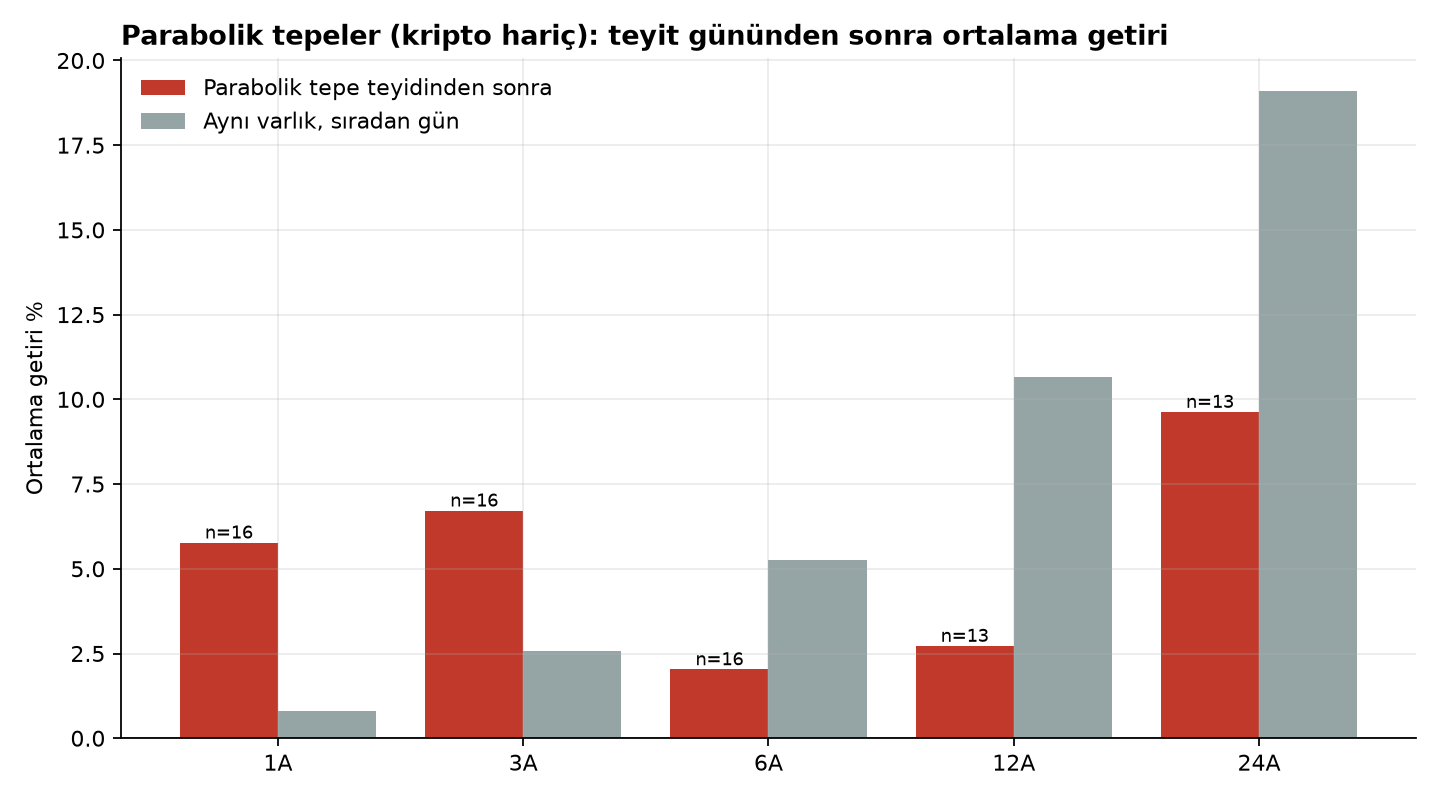 Parabolik tepeler (kripto hariç): teyit gününden sonra ortalama getiri
Parabolik tepe teyidinden sonra
Aynı varlık, sıradan gün
Ortalama getiri %
20.0
17.5
15.0
12.5
10.0
7.5
5.0
2.5
0.0
n=16
n=16
n=16
n=13
n=13
1A
3A
6A
12A
24A